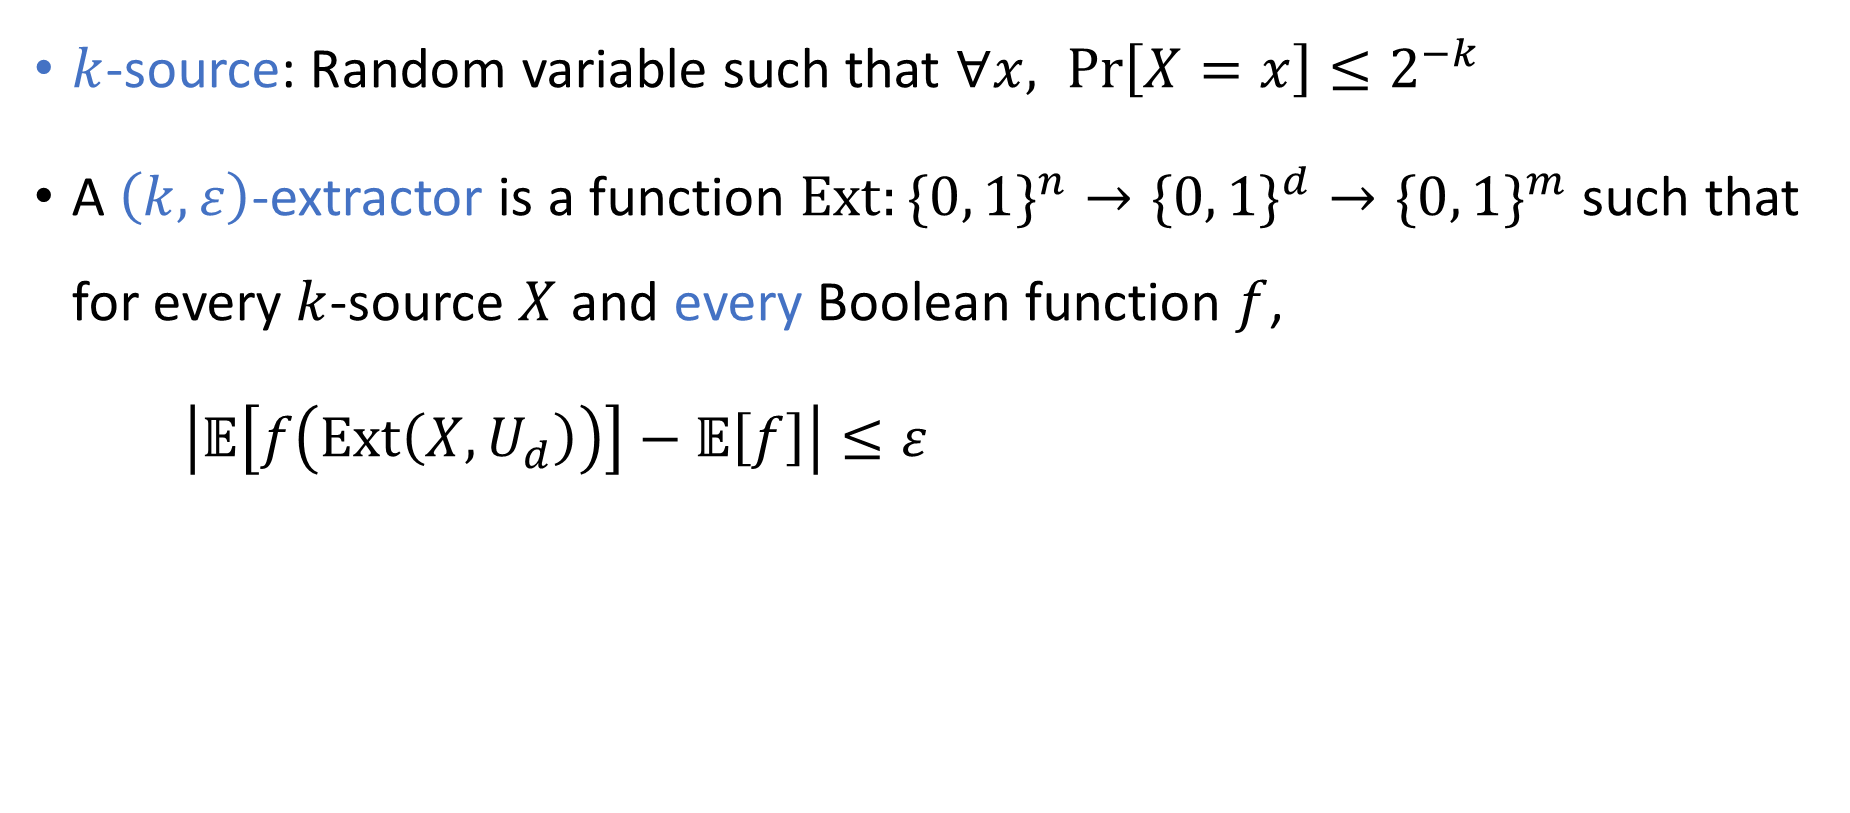 • 𝑘-source: Random variable such that ∀𝑥, Pr[𝑋 = 𝑥] ≤ 2⁻ᵏ
• A (𝑘, 𝜀)-extractor is a function Ext: {0, 1}ⁿ → {0, 1}ᵈ → {0, 1}ᵐ such that
for every 𝑘-source 𝑋 and every Boolean function 𝑓,
|𝔼[𝑓(Ext(𝑋, 𝑈_𝑑))] − 𝔼[𝑓]| ≤ 𝜀